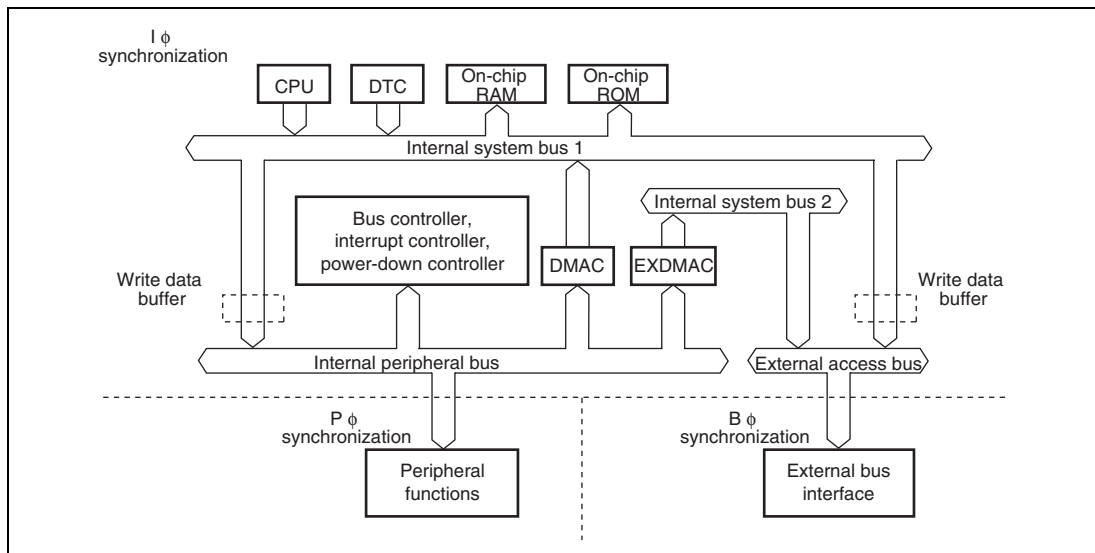 I ϕ
synchronization
CPU
DTC
On-chip
RAM
On-chip
ROM
Internal system bus 1
Internal system bus 2
Bus controller,
interrupt controller,
power-down controller
DMAC
EXDMAC
Write data
buffer
Write data
buffer
Internal peripheral bus
External access bus
P ϕ
synchronization
B ϕ
synchronization
Peripheral
functions
External bus
interface